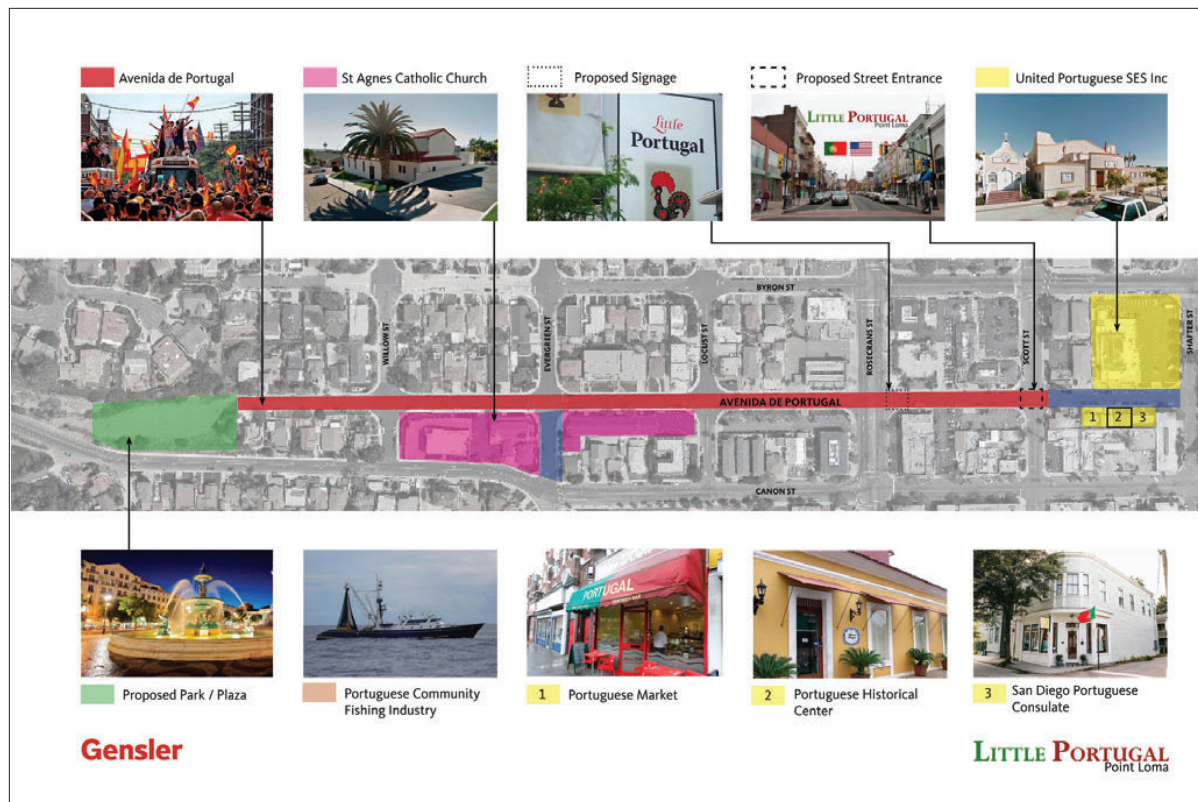 Avenida de Portugal
St Agnes Catholic Church
Proposed Signage
Proposed Street Entrance
United Portuguese SES Inc
Little
Portugal
LITTLE PORTUGAL
Point Loma
BYRON ST
WILLOW ST
EVERGREEN ST
LOCUST ST
ROSECRANS ST
SCOTT ST
SHAFTER ST
AVENIDA DE PORTUGAL
1 2 3
CANON ST
PORTUGAL
Proposed Park / Plaza
Portuguese Community
Fishing Industry
1 Portuguese Market
2 Portuguese Historical
Center
3 San Diego Portuguese
Consulate
Gensler
LITTLE PORTUGAL
Point Loma